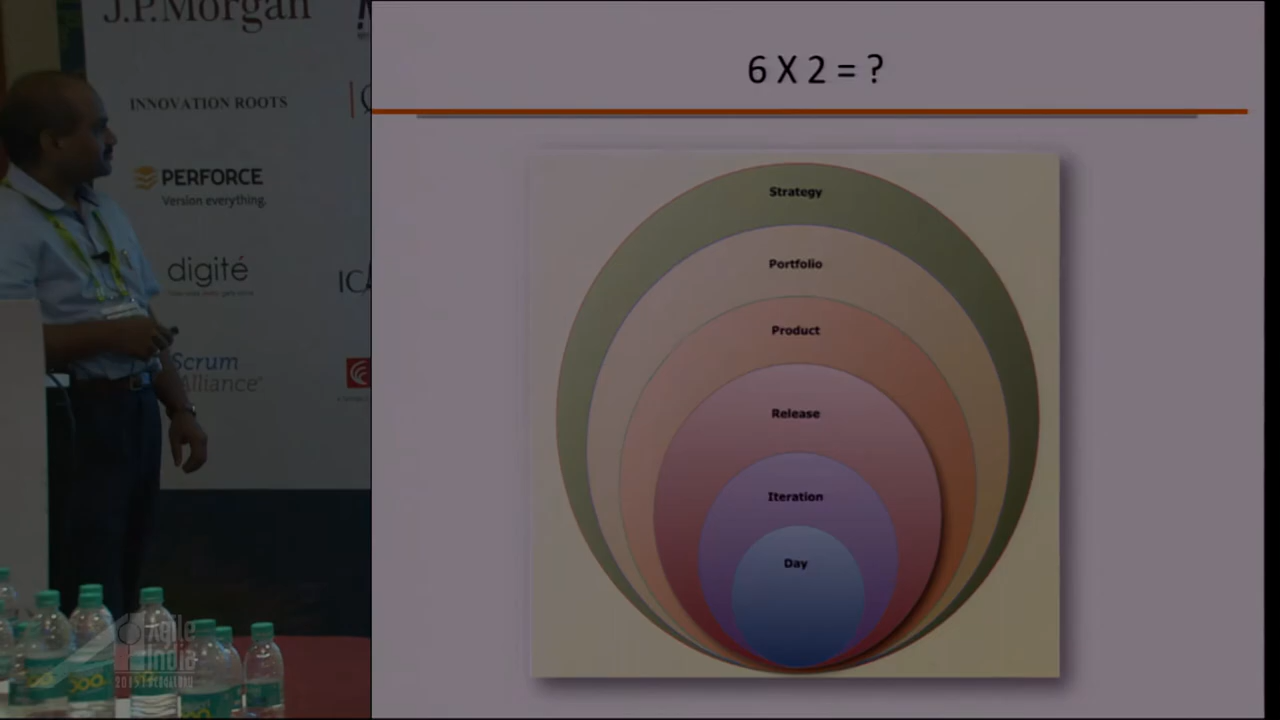 J.P.Morgan
INNOVATION ROOTS
PERFORCE
Version everything.
digité
Scrum
Alliance
6 X 2 = ?
Strategy
Portfolio
Product
Release
Iteration
Day
Agile
India
2015